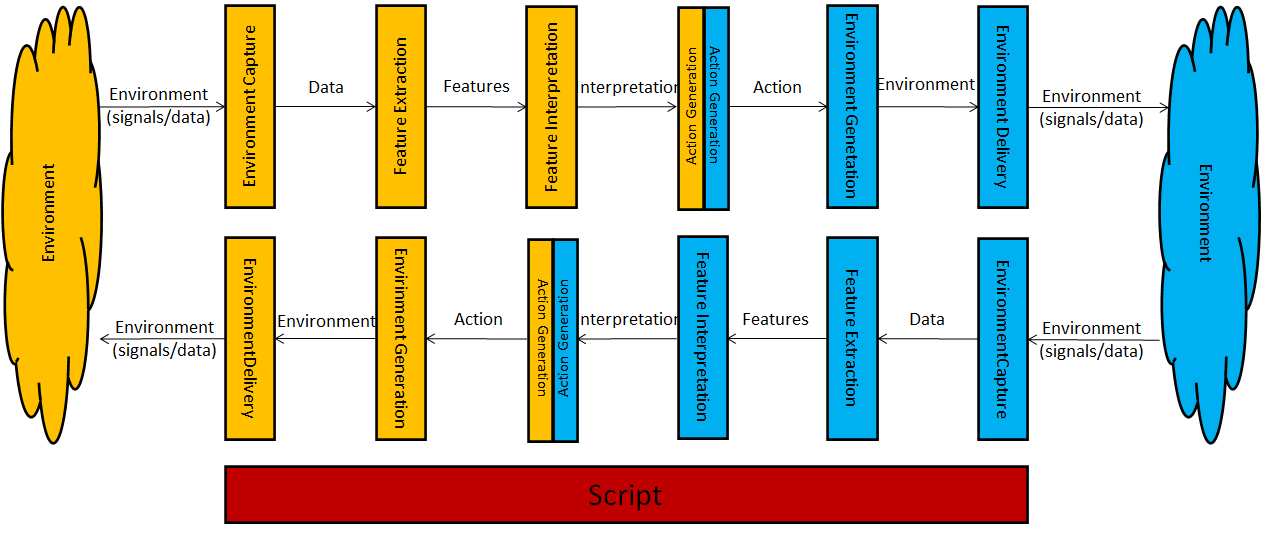 Environment
Environment
(signals/data)
Environment Capture
Data
Feature Extraction
Features
Feature Interpretation
nterpretation
Action Generation
Action Generation
Action
Environment Genetation
Environment
Environment Delivery
Environment
(signals/data)
Environment
Environment
(signals/data)
EnvironmentDelivery
Environment
Envirinment Generation
Action
Action Generation
Action Generation
nterpretation
Feature Interpretation
Features
Feature Extraction
Data
EnvironmentCapture
Environment
(signals/data)
Script